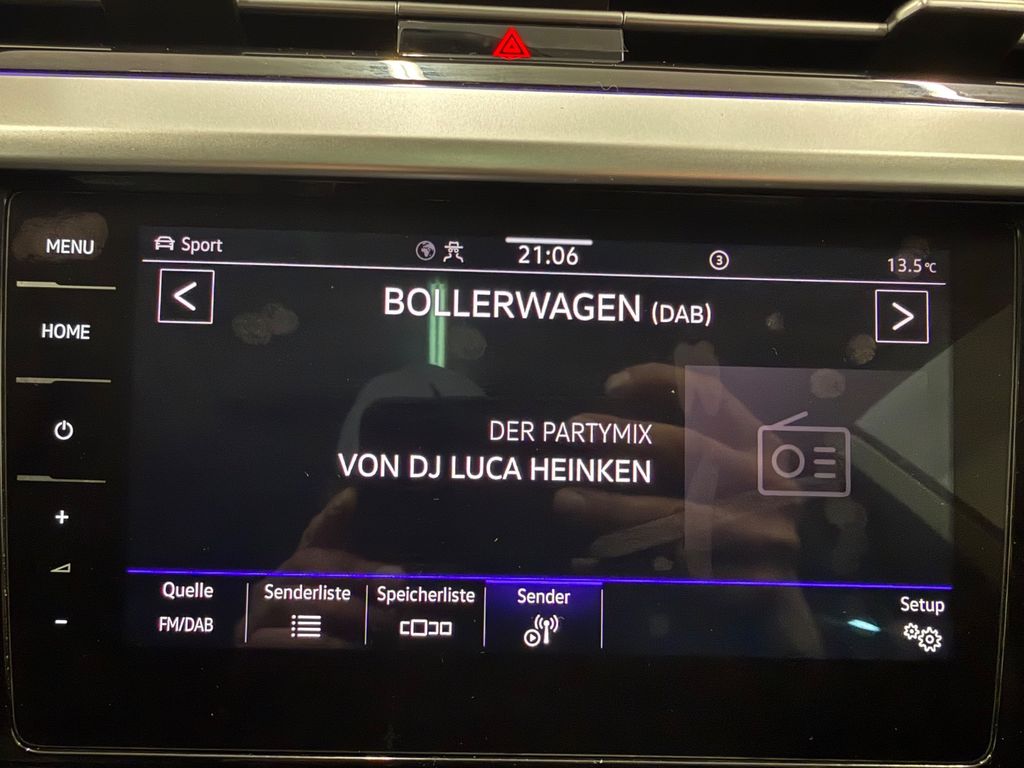 MENU
HOME
+
-
Sport
21:06
3
13.5°C
<
BOLLERWAGEN (DAB)
>
DER PARTYMIX
VON DJ LUCA HEINKEN
Quelle
FM/DAB
Senderliste
Speicherliste
Sender
Setup